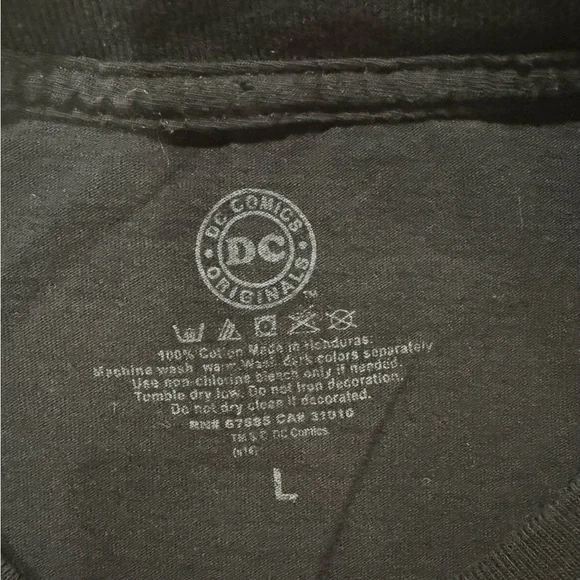 DC COMICS
DC
ORIGINALS
TM
100% Cotton Made in Honduras.
Machine wash warm. Wash dark colors separately
Use non-chlorine bleach only if needed.
Tumble dry low. Do not iron decoration.
Do not dry clean if decorated.
RN# CA#
TM & © DC Comics.
(s16)
L